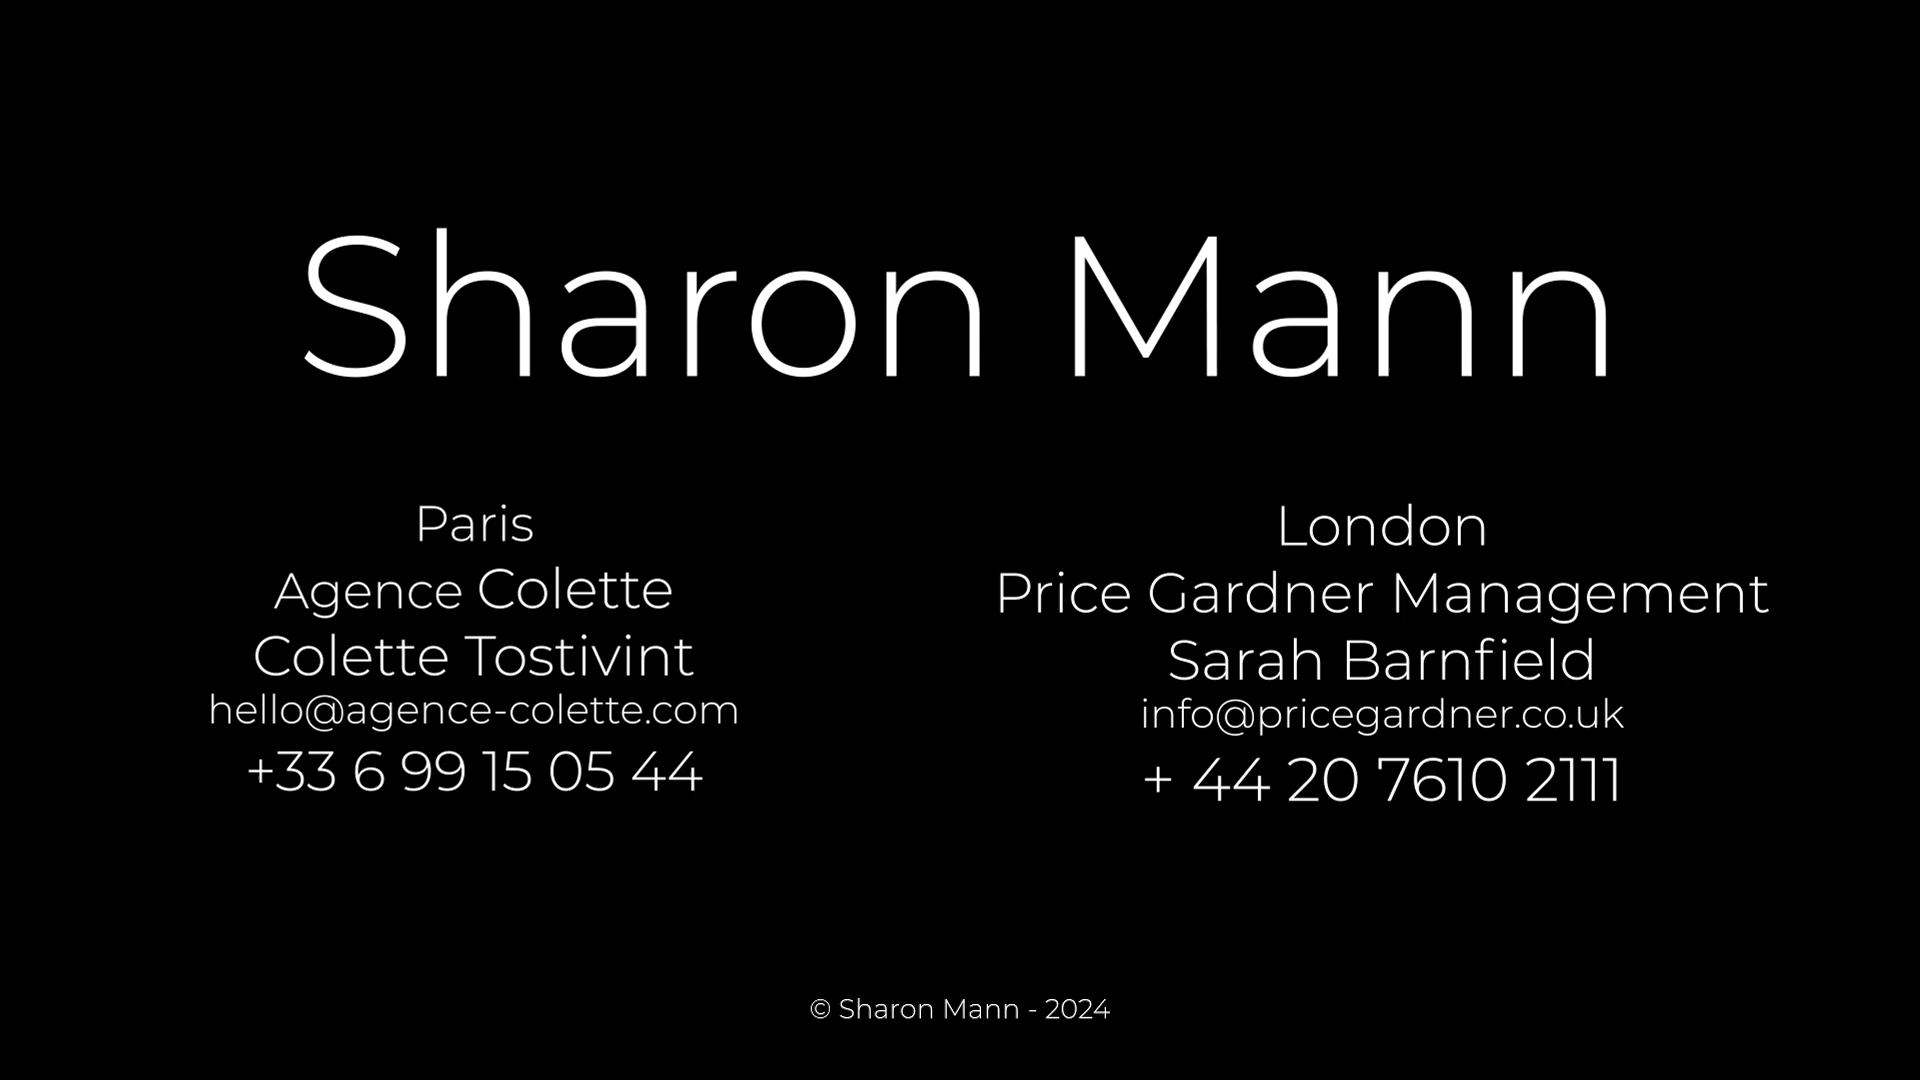 Sharon Mann
Paris
Agence Colette
Colette Tostivint
hello@agence-colette.com
+33 6 99 15 05 44
London
Price Gardner Management
Sarah Barnfield
info@pricegardner.co.uk
+ 44 20 7610 2111
© Sharon Mann - 2024